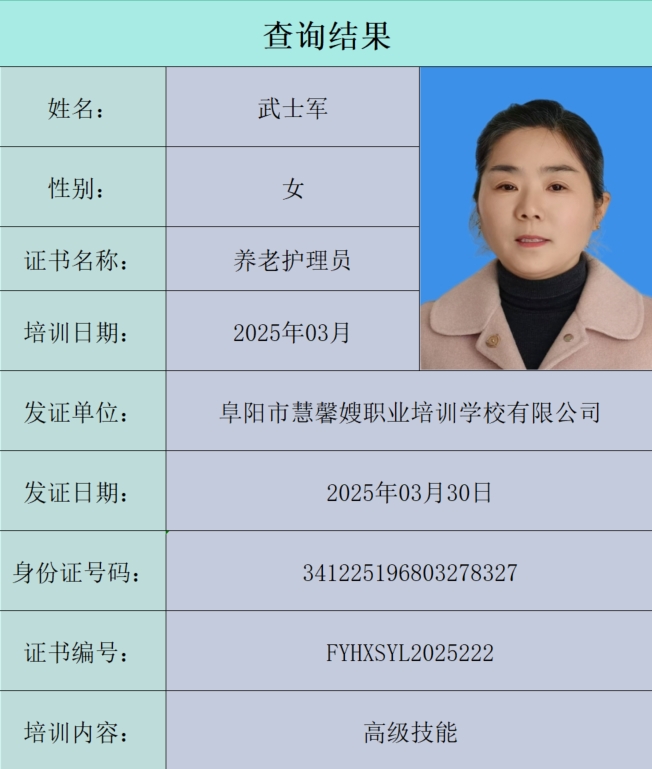 查询结果
姓名： 武士军
性别： 女
证书名称： 养老护理员
培训日期： 2025年03月
发证单位： 阜阳市慧馨嫂职业培训学校有限公司
发证日期： 2025年03月30日
身份证号码： 341225196803278327
证书编号： FYHXSYL2025222
培训内容： 高级技能